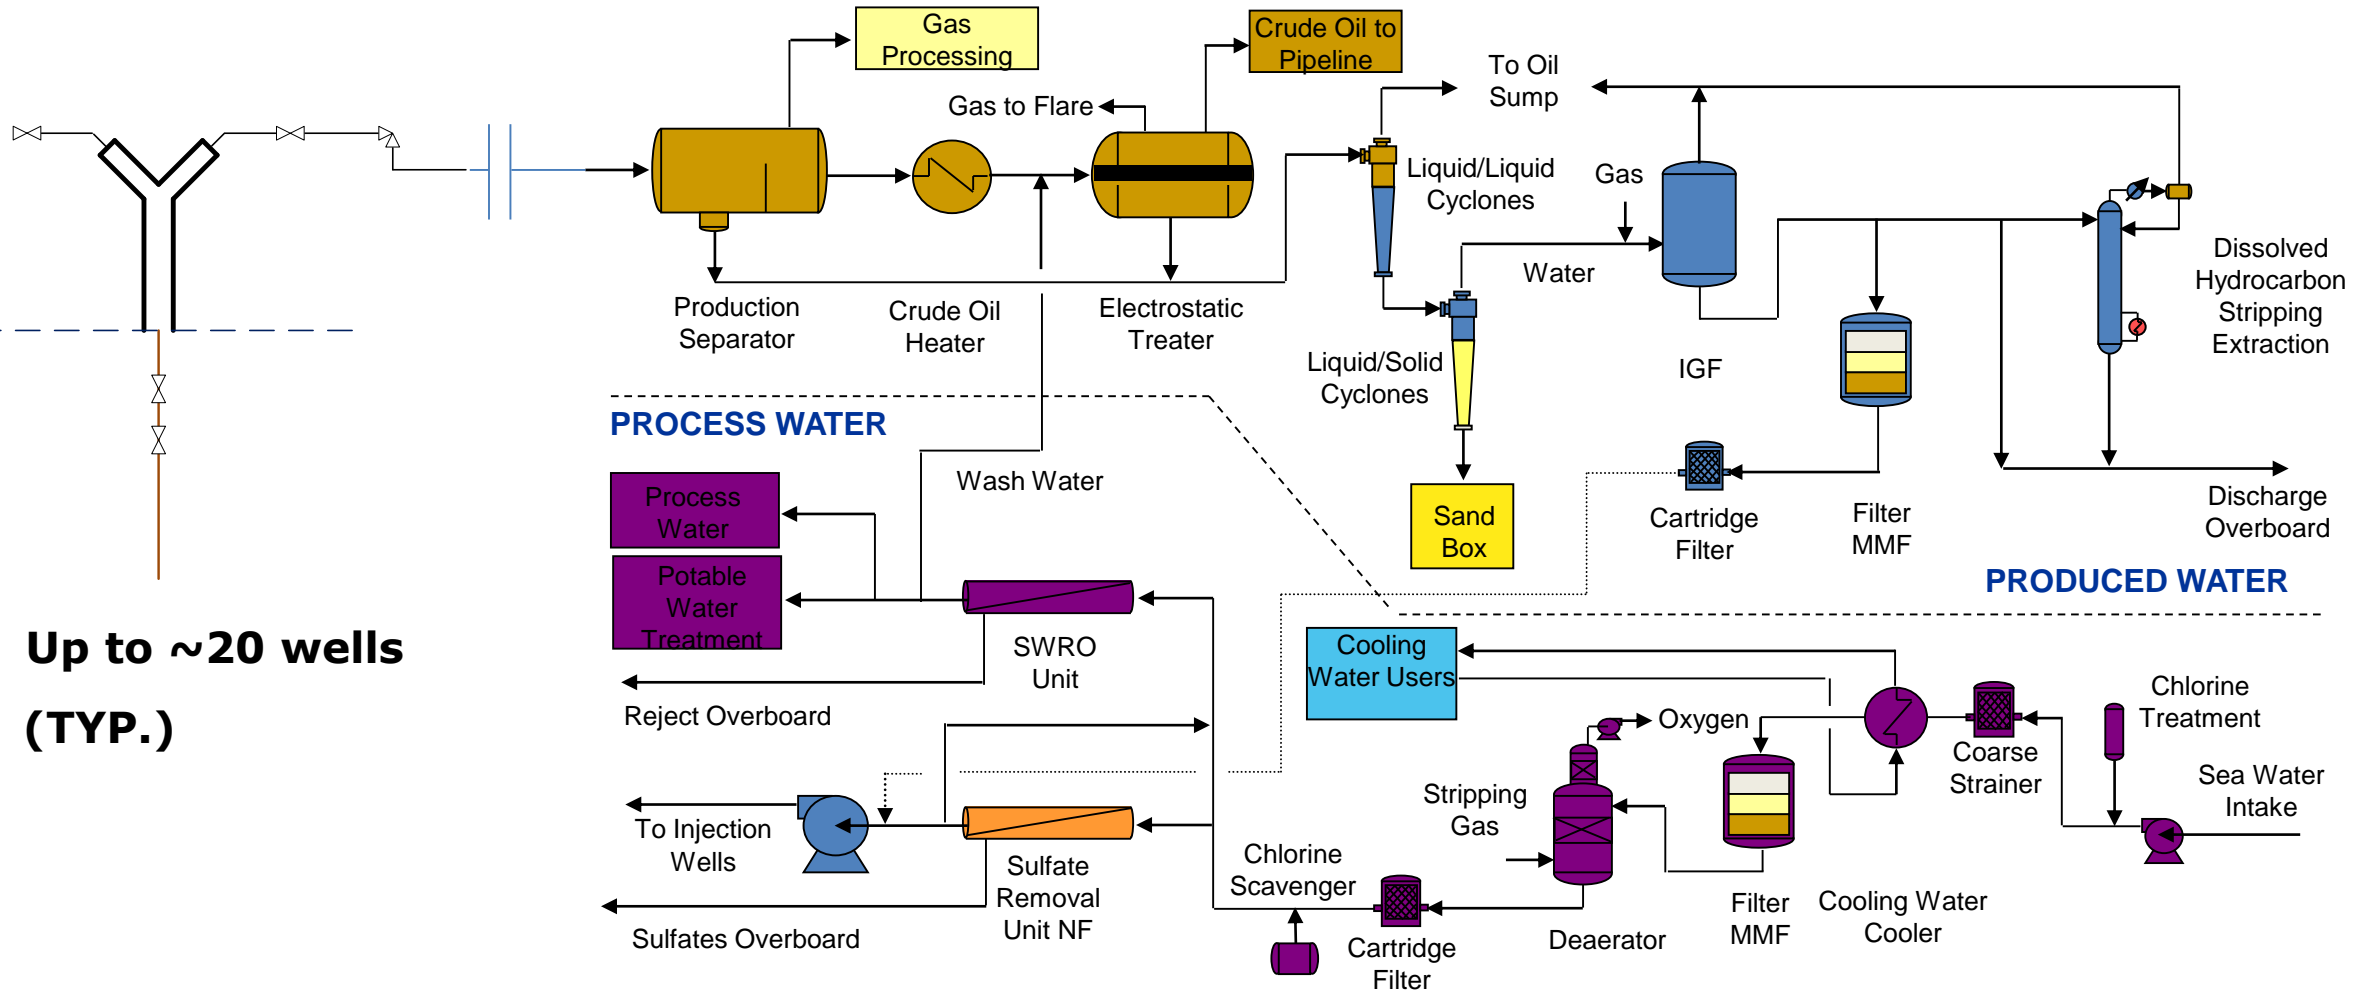 Gas
Processing
Crude Oil to
Pipeline
Gas to Flare
To Oil
Sump
Liquid/Liquid
Cyclones
Gas
Water
Dissolved
Hydrocarbon
Stripping
Extraction
Production
Separator
Crude Oil
Heater
Electrostatic
Treater
Liquid/Solid
Cyclones
IGF
PROCESS WATER
Wash Water
Process
Water
Potable
Water
Treatment
Sand
Box
Cartridge
Filter
Filter
MMF
Discharge
Overboard
PRODUCED WATER
Up to ~20 wells
(TYP.)
SWRO
Unit
Reject Overboard
Cooling
Water Users
Oxygen
Chlorine
Treatment
Coarse
Strainer
Sea Water
Intake
Stripping
Gas
To Injection
Wells
Sulfate
Removal
Unit NF
Sulfates Overboard
Chlorine
Scavenger
Cartridge
Filter
Deaerator
Filter
MMF
Cooling Water
Cooler